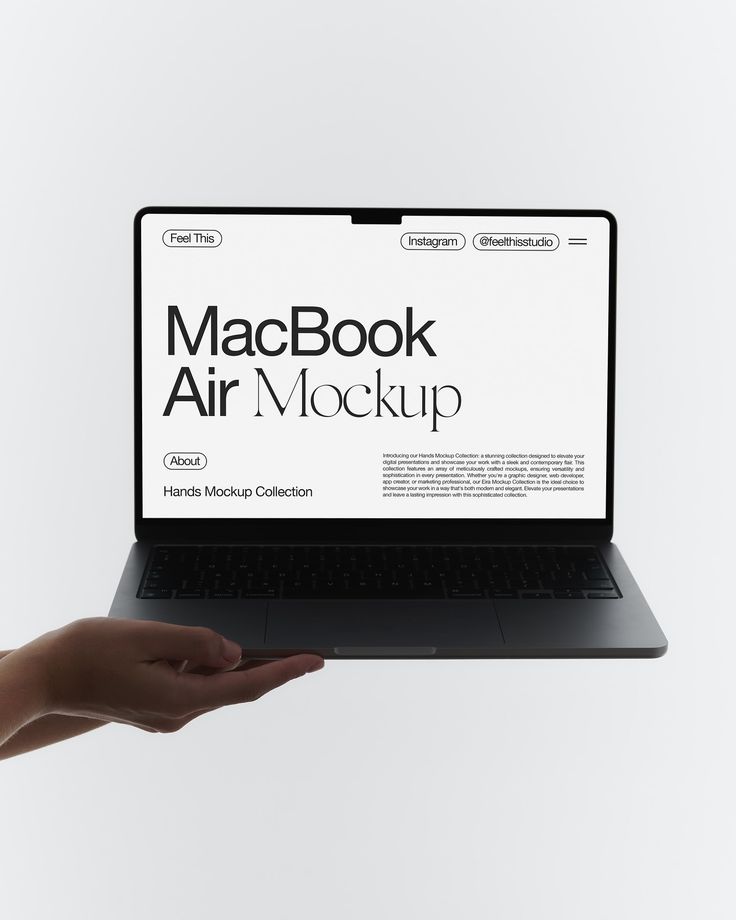 Feel This
Instagram
@feelthisstudio
MacBook
Air Mockup
About
Hands Mockup Collection
Introducing our Hands Mockup Collection: a stunning collection designed to elevate your
digital presentations and showcase your work with a sleek and contemporary flair. This
collection features an array of meticulously crafted mockups, ensuring versatility and
sophistication in every presentation. Whether you're a graphic designer, web developer,
app creator, or marketing professional, our Eira Mockup Collection is the ideal choice to
showcase your work in a way that's both modern and elegant. Elevate your presentations
and leave a lasting impression with this sophisticated collection.